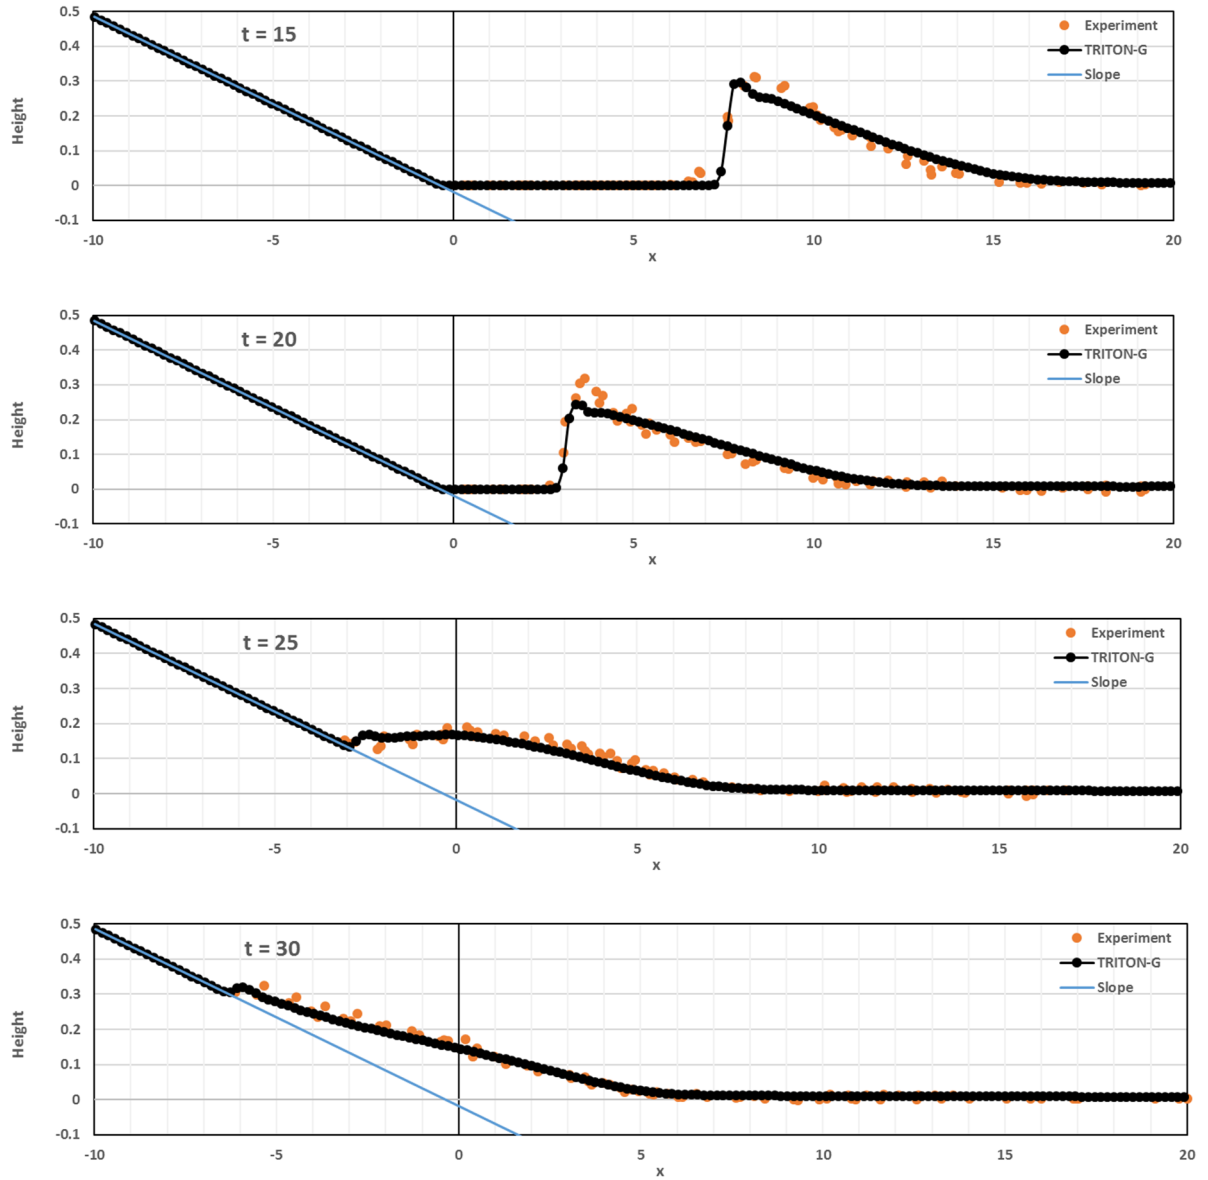 t = 15
Experiment
TRITON-G
Slope
Height
0.5
0.4
0.3
0.2
0.1
0
-0.1
-10 -5 0 5 10 15 20
x
t = 20
Experiment
TRITON-G
Slope
Height
0.5
0.4
0.3
0.2
0.1
0
-0.1
-10 -5 0 5 10 15 20
x
t = 25
Experiment
TRITON-G
Slope
Height
0.5
0.4
0.3
0.2
0.1
0
-0.1
-10 -5 0 5 10 15 20
x
t = 30
Experiment
TRITON-G
Slope
Height
0.5
0.4
0.3
0.2
0.1
0
-0.1
-10 -5 0 5 10 15 20
x